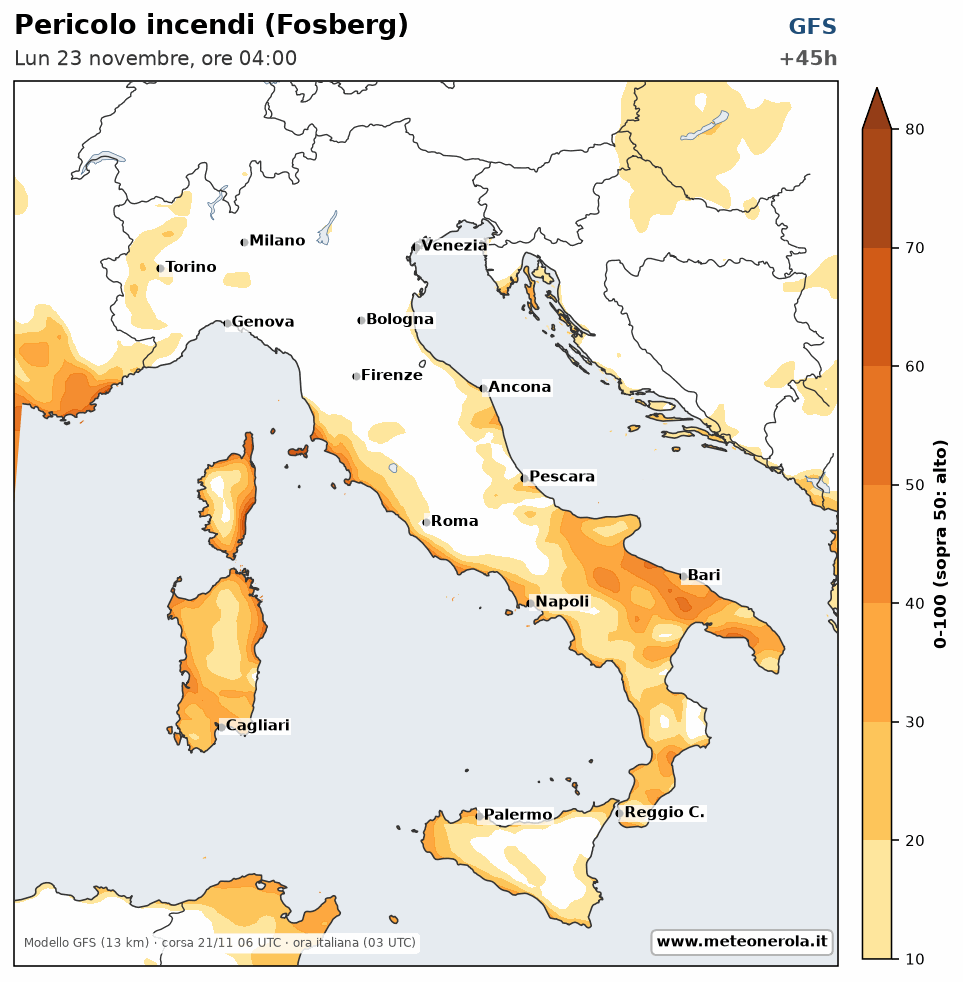 Pericolo incendi (Fosberg)
GFS
Lun 23 novembre, ore 04:00
+45h
Milano
Venezia
Torino
Genova
Bologna
Firenze
Ancona
Pescara
Roma
Bari
Napoli
Cagliari
Palermo
Reggio C.
80
70
60
50
40
30
20
10
0-100 (sopra 50: alto)
Modello GFS (13 km) · corsa 21/11 06 UTC · ora italiana (03 UTC)
www.meteonerola.it